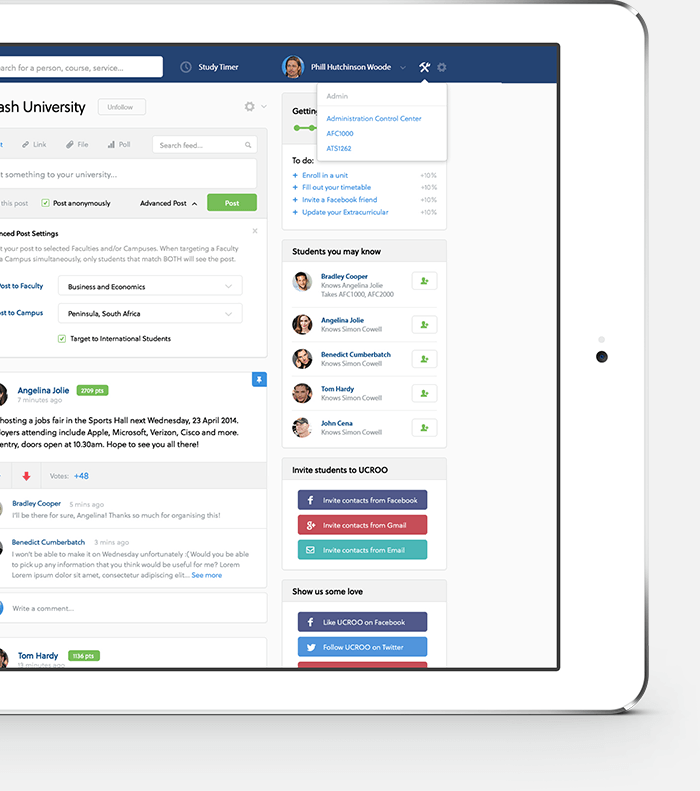 arch for a person, course, service...
Study Timer
Phill Hutchinson Woode
ash University
Unfollow
Admin
Administration Control Center
AFC1000
ATS1262
Getting
Link
File
Poll
Search feed...
t something to your university...
this post
Post anonymously
Advanced Post
Post
To do:
+ Enroll in a unit +10%
+ Fill out your timetable +10%
+ Invite a Facebook friend +10%
+ Update your Extracurricular +10%
nced Post Settings
t your post to selected Faculties and/or Campuses. When targeting a Faculty
a Campus simultaneously, only students that match BOTH will see the post.
ost to Faculty
Business and Economics
ost to Campus
Peninsula, South Africa
Target to International Students
Students you may know
Bradley Cooper
Knows Angelina Jolie
Takes AFC1000, AFC2000
Angelina Jolie
Knows Simon Cowell
Benedict Cumberbatch
Knows Simon Cowell
Tom Hardy
Knows Simon Cowell
John Cena
Knows Simon Cowell
Angelina Jolie 2709 pts
7 minutes ago
hosting a jobs fair in the Sports Hall next Wednesday, 23 April 2014.
loyers attending include Apple, Microsoft, Verizon, Cisco and more.
entry, doors open at 10.30am. Hope to see you all there!
Votes: +48
Bradley Cooper 5 mins ago
I'll be there for sure, Angelina! Thanks so much for organising this!
Benedict Cumberbatch 3 mins ago
I won't be able to make it on Wednesday unfortunately :( Would you be able
to pick up any information that you think would be useful for me? Lorem
Lorem ipsum dolor sit amet, consectetur adipiscing elit... See more
Write a comment...
Tom Hardy 1136 pts
13 minutes ago
Invite students to UCROO
Invite contacts from Facebook
Invite contacts from Gmail
Invite contacts from Email
Show us some love
Like UCROO on Facebook
Follow UCROO on Twitter